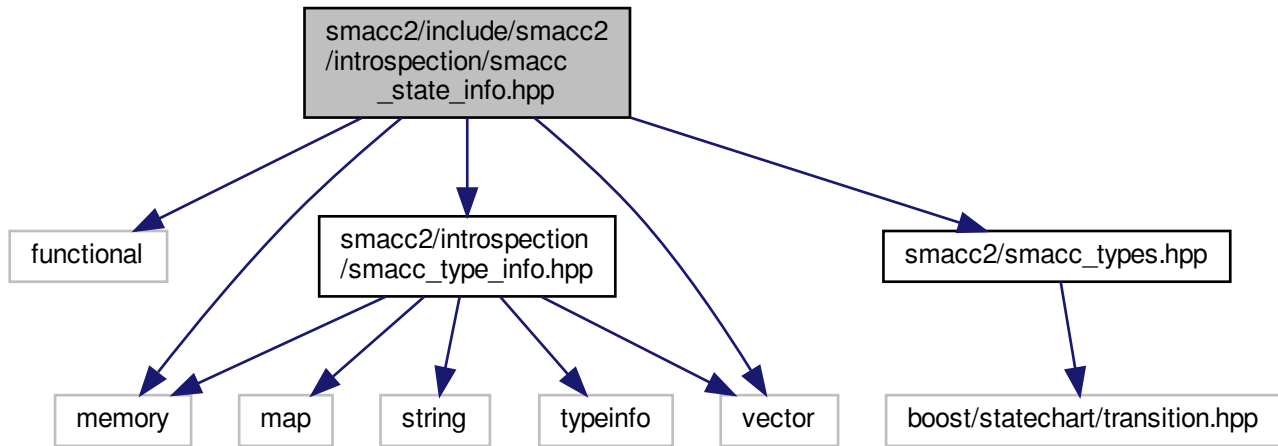 smacc2/include/smacc2
/introspection/smacc
_state_info.hpp
functional
smacc2/introspection
/smacc_type_info.hpp
smacc2/smacc_types.hpp
memory
map
string
typeinfo
vector
boost/statechart/transition.hpp